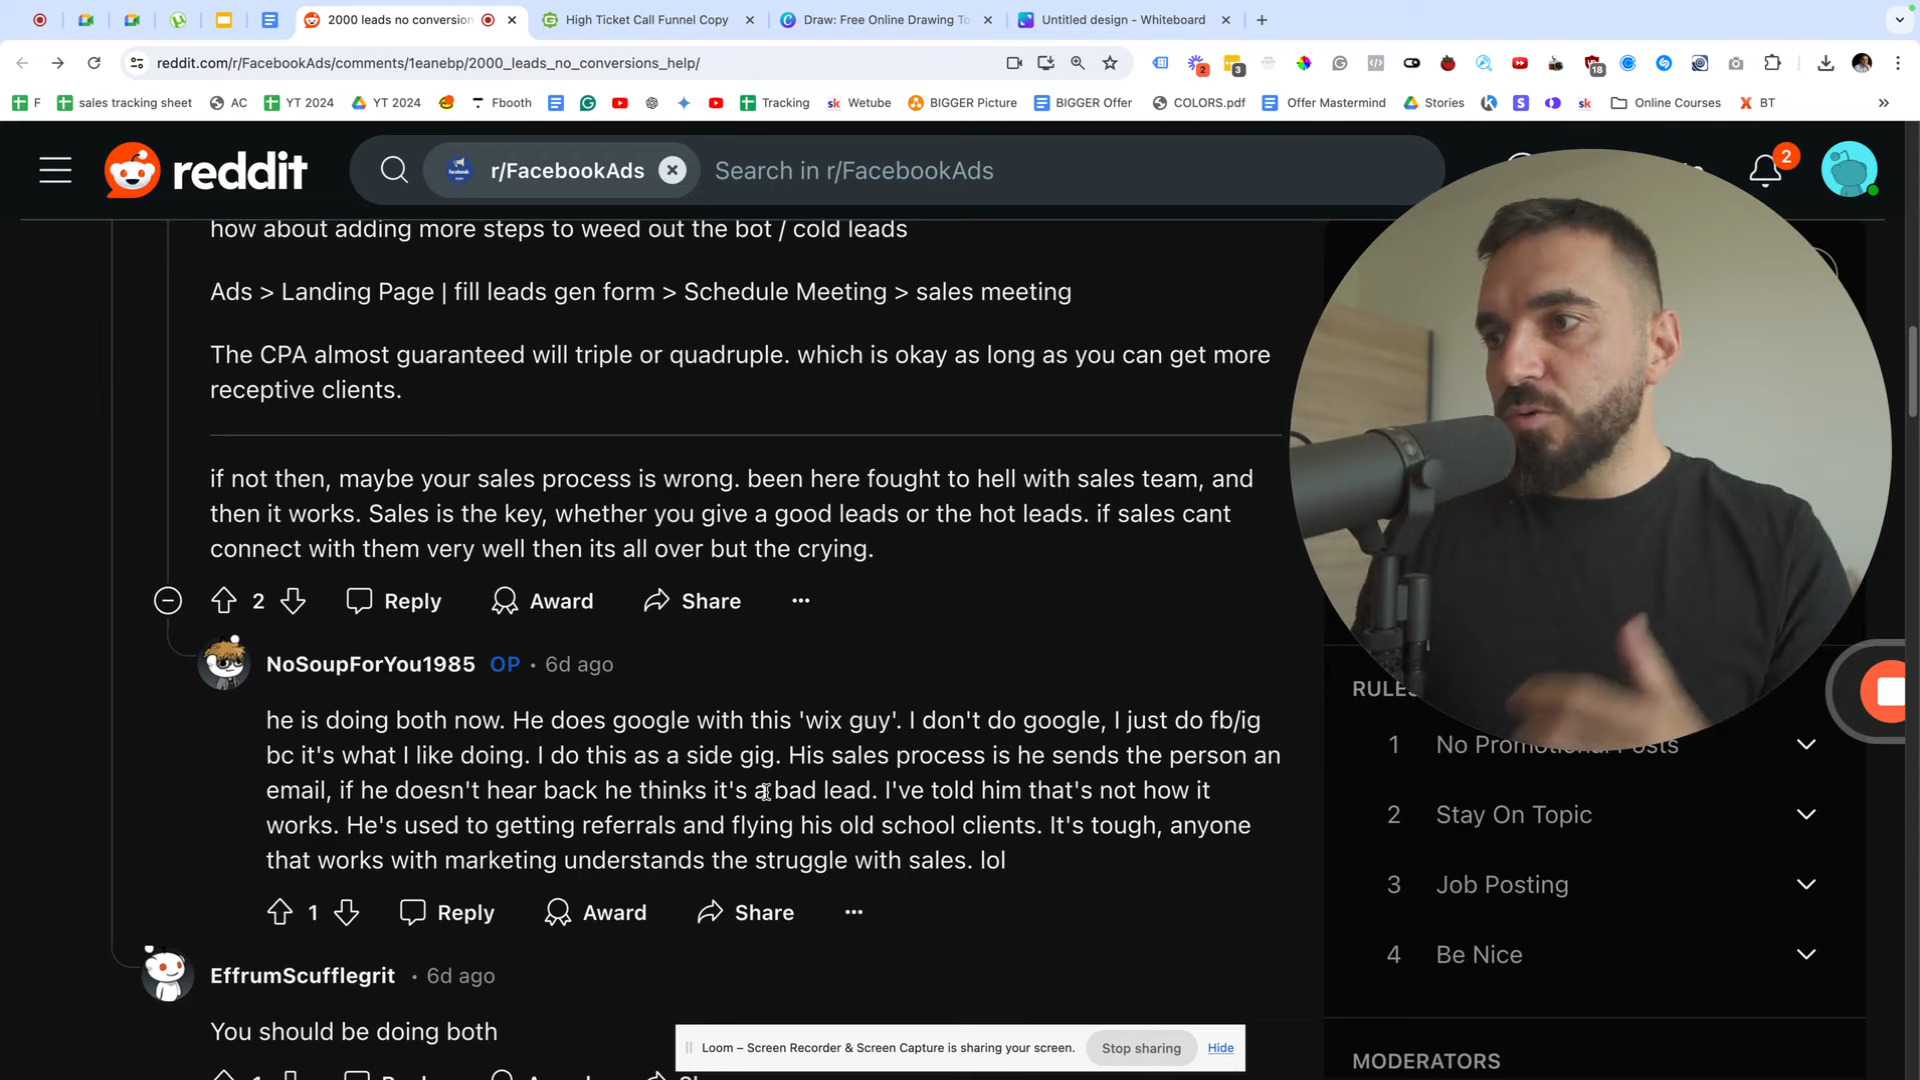 2000 leads no conversion
High Ticket Call Funnel Copy
Draw: Free Online Drawing To
Untitled design - Whiteboard
reddit.com/r/FacebookAds/comments/1eanebp/2000_leads_no_conversions_help/
2
3
18
F
sales tracking sheet
AC
YT 2024
YT 2024
Fbooth
Tracking
sk Wetube
BIGGER Picture
BIGGER Offer
COLORS.pdf
Offer Mastermind
Stories
sk
Online Courses
BT
reddit
r/FacebookAds
Search in r/FacebookAds
2
how about adding more steps to weed out the bot / cold leads
Ads > Landing Page | fill leads gen form > Schedule Meeting > sales meeting
The CPA almost guaranteed will triple or quadruple. which is okay as long as you can get more
receptive clients.
if not then, maybe your sales process is wrong. been here fought to hell with sales team, and
then it works. Sales is the key, whether you give a good leads or the hot leads. if sales cant
connect with them very well then its all over but the crying.
2 Reply Award Share
NoSoupForYou1985 OP • 6d ago
he is doing both now. He does google with this 'wix guy'. I don't do google, I just do fb/ig
bc it's what I like doing. I do this as a side gig. His sales process is he sends the person an
email, if he doesn't hear back he thinks it's a bad lead. I've told him that's not how it
works. He's used to getting referrals and flying his old school clients. It's tough, anyone
that works with marketing understands the struggle with sales. lol
1 Reply Award Share
EffrumScufflegrit • 6d ago
You should be doing both
RULES
1 No Promotional Posts
2 Stay On Topic
3 Job Posting
4 Be Nice
MODERATORS
Loom – Screen Recorder & Screen Capture is sharing your screen.
Stop sharing
Hide